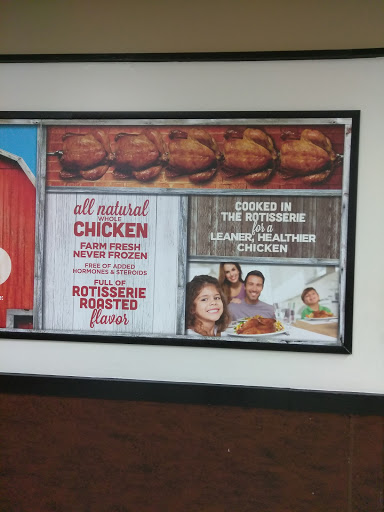 all natural
WHOLE
CHICKEN
FARM FRESH
NEVER FROZEN
FREE OF ADDED
HORMONES & STEROIDS
FULL OF
ROTISSERIE
ROASTED
flavor
COOKED IN
THE ROTISSERIE
for a
LEANER, HEALTHIER
CHICKEN